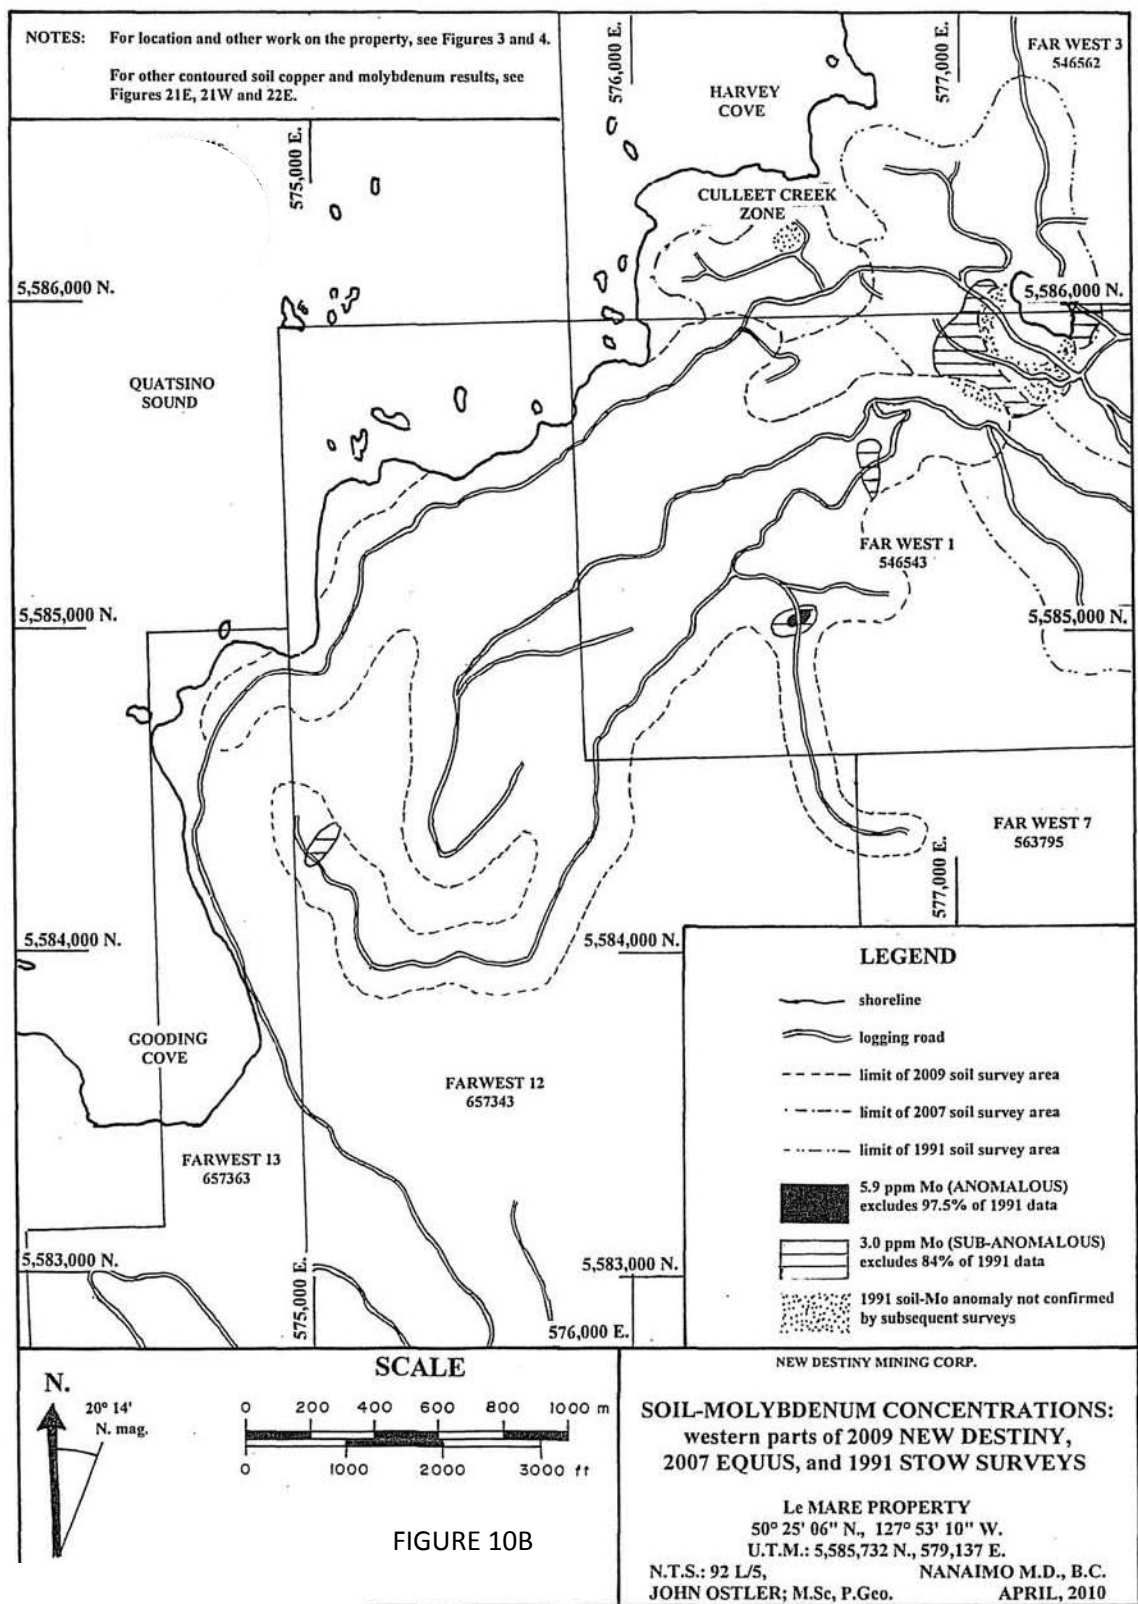 NOTES: For location and other work on the property, see Figures 3 and 4.
For other contoured soil copper and molybdenum results, see
Figures 21E, 21W and 22E.
575,000 E.
576,000 E.
577,000 E.
FAR WEST 3
546562
HARVEY
COVE
CULLEET CREEK
ZONE
5,586,000 N.
5,586,000 N.
QUATSINO
SOUND
FAR WEST 1
546543
5,585,000 N.
5,585,000 N.
FAR WEST 7
563795
577,000 E.
5,584,000 N.
5,584,000 N.
GOODING
COVE
FARWEST 12
657343
FARWEST 13
657363
5,583,000 N.
5,583,000 N.
575,000 E.
576,000 E.
LEGEND
shoreline
logging road
limit of 2009 soil survey area
limit of 2007 soil survey area
limit of 1991 soil survey area
5.9 ppm Mo (ANOMALOUS)
excludes 97.5% of 1991 data
3.0 ppm Mo (SUB-ANOMALOUS)
excludes 84% of 1991 data
1991 soil-Mo anomaly not confirmed
by subsequent surveys
N.
20° 14'
N. mag.
SCALE
0 200 400 600 800 1000 m
0 1000 2000 3000 ft
FIGURE 10B
NEW DESTINY MINING CORP.
SOIL-MOLYBDENUM CONCENTRATIONS:
western parts of 2009 NEW DESTINY,
2007 EQUUS, and 1991 STOW SURVEYS
Le MARE PROPERTY
50° 25' 06" N., 127° 53' 10" W.
U.T.M.: 5,585,732 N., 579,137 E.
N.T.S.: 92 L/5, NANAIMO M.D., B.C.
JOHN OSTLER; M.Sc, P.Geo. APRIL, 2010